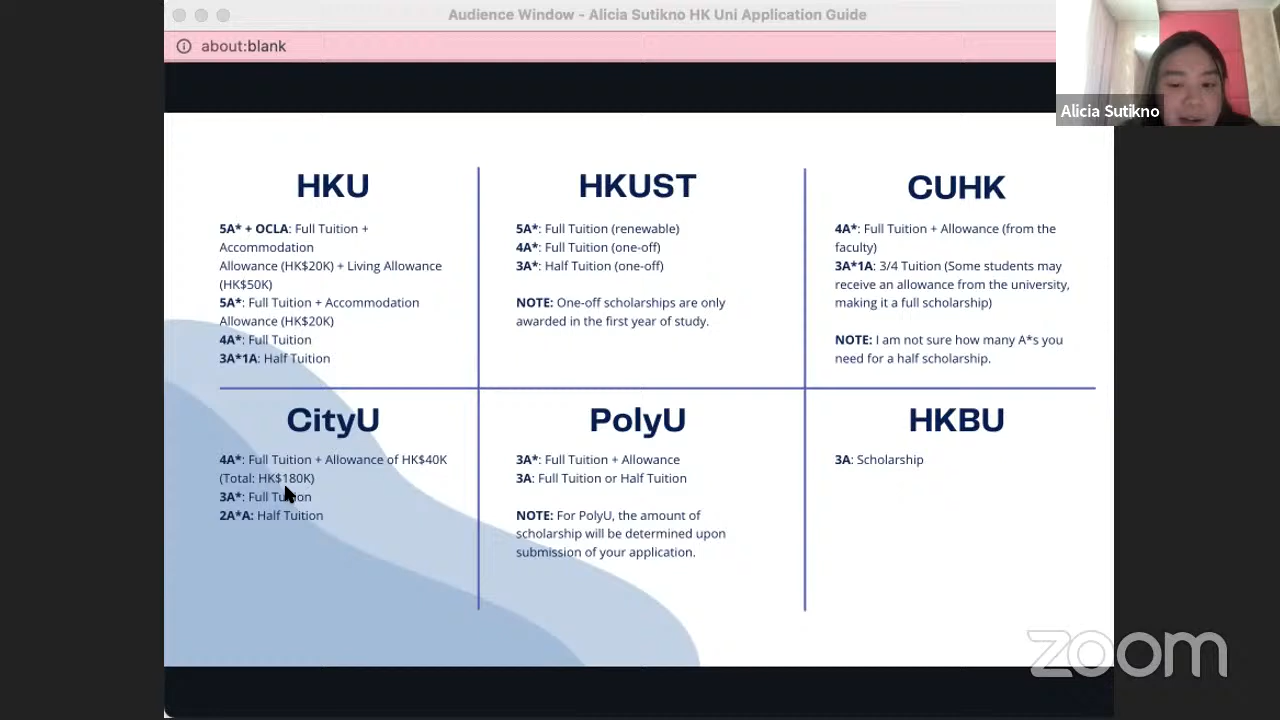 Audience Window - Alicia Sutikno HK Uni Application Guide
about:blank
Alicia Sutikno
HKU
5A* + OCLA: Full Tuition +
Accommodation
Allowance (HK$20K) + Living Allowance
(HK$50K)
5A*: Full Tuition + Accommodation
Allowance (HK$20K)
4A*: Full Tuition
3A*1A: Half Tuition
HKUST
5A*: Full Tuition (renewable)
4A*: Full Tuition (one-off)
3A*: Half Tuition (one-off)
NOTE: One-off scholarships are only
awarded in the first year of study.
CUHK
4A*: Full Tuition + Allowance (from the
faculty)
3A*1A: 3/4 Tuition (Some students may
receive an allowance from the university,
making it a full scholarship)
NOTE: I am not sure how many A*s you
need for a half scholarship.
CityU
4A*: Full Tuition + Allowance of HK$40K
(Total: HK$180K)
3A*: Full Tuition
2A*A: Half Tuition
PolyU
3A*: Full Tuition + Allowance
3A: Full Tuition or Half Tuition
NOTE: For PolyU, the amount of
scholarship will be determined upon
submission of your application.
HKBU
3A: Scholarship
zoom